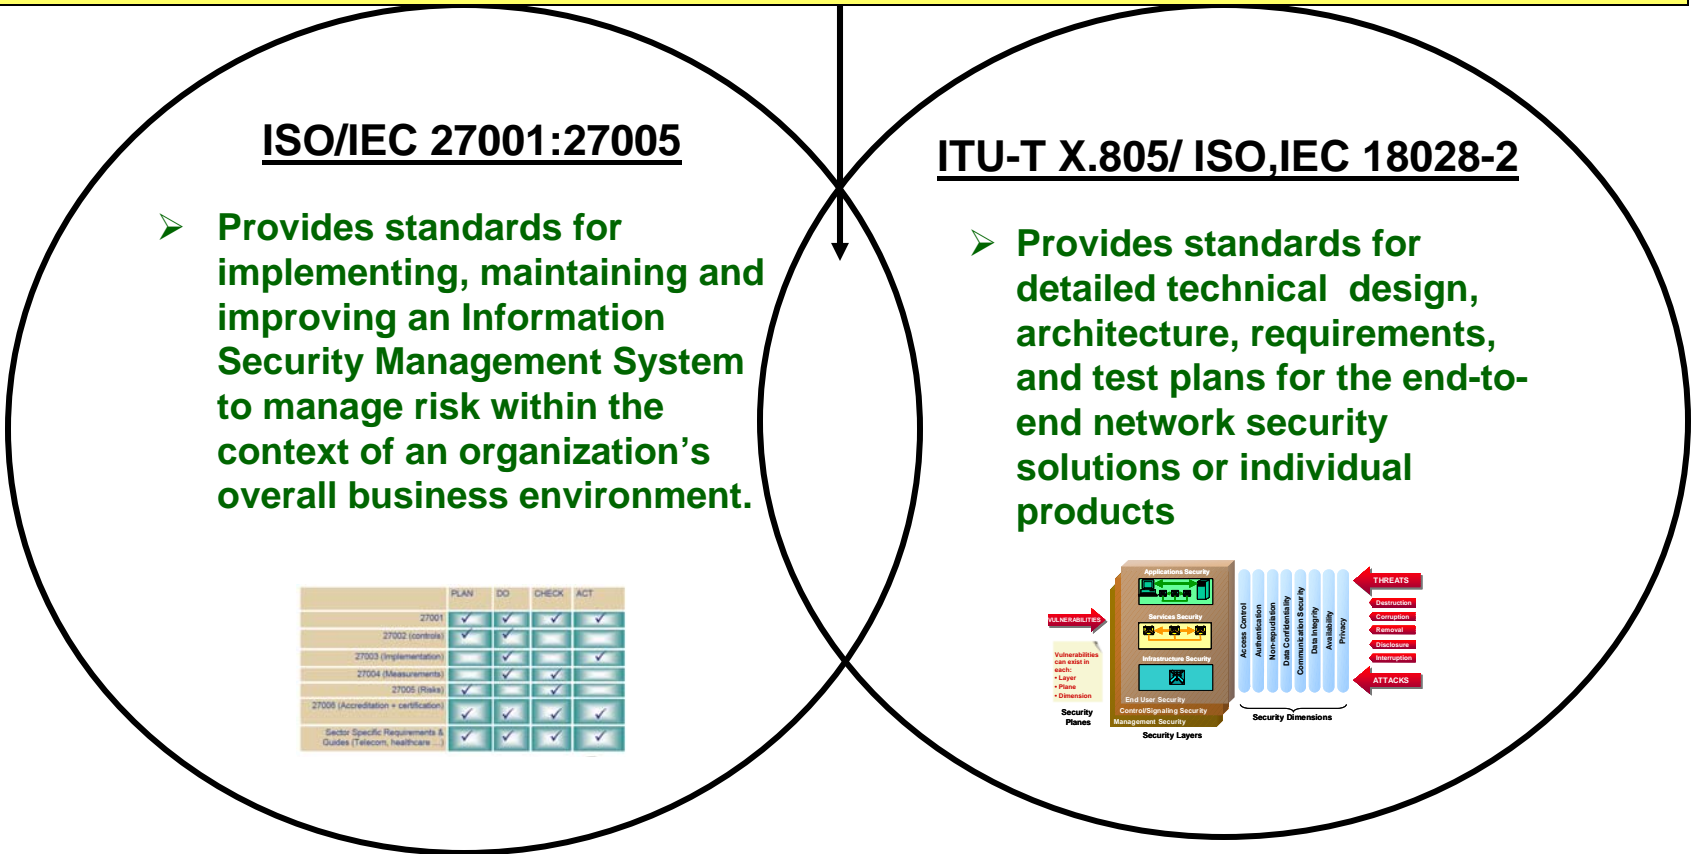 ISO/IEC 27001:27005
➢ Provides standards for
implementing, maintaining and
improving an Information
Security Management System
to manage risk within the
context of an organization’s
overall business environment.
PLAN DO CHECK ACT
27001 ✓ ✓ ✓ ✓
27002 (controls) ✓ ✓
27003 (Implementation) ✓ ✓
27004 (Measurements) ✓ ✓
27005 (Risks) ✓ ✓
27006 (Accreditation + certification) ✓ ✓ ✓ ✓
Sector Specific Requirements &
Guides (Telecom, healthcare ...) ✓ ✓ ✓ ✓
ITU-T X.805/ ISO,IEC 18028-2
➢ Provides standards for
detailed technical design,
architecture, requirements,
and test plans for the end-to-
end network security
solutions or individual
products
VULNERABILITIES
Vulnerabilities
can exist in
each:
• Layer
• Plane
• Dimension
Security
Planes
Applications Security
Services Security
Infrastructure Security
End User Security
Control/Signaling Security
Management Security
Security Layers
Access Control
Authentication
Non-repudiation
Data Confidentiality
Communication Security
Data Integrity
Availability
Privacy
Security Dimensions
THREATS
Destruction
Corruption
Removal
Disclosure
Interruption
ATTACKS